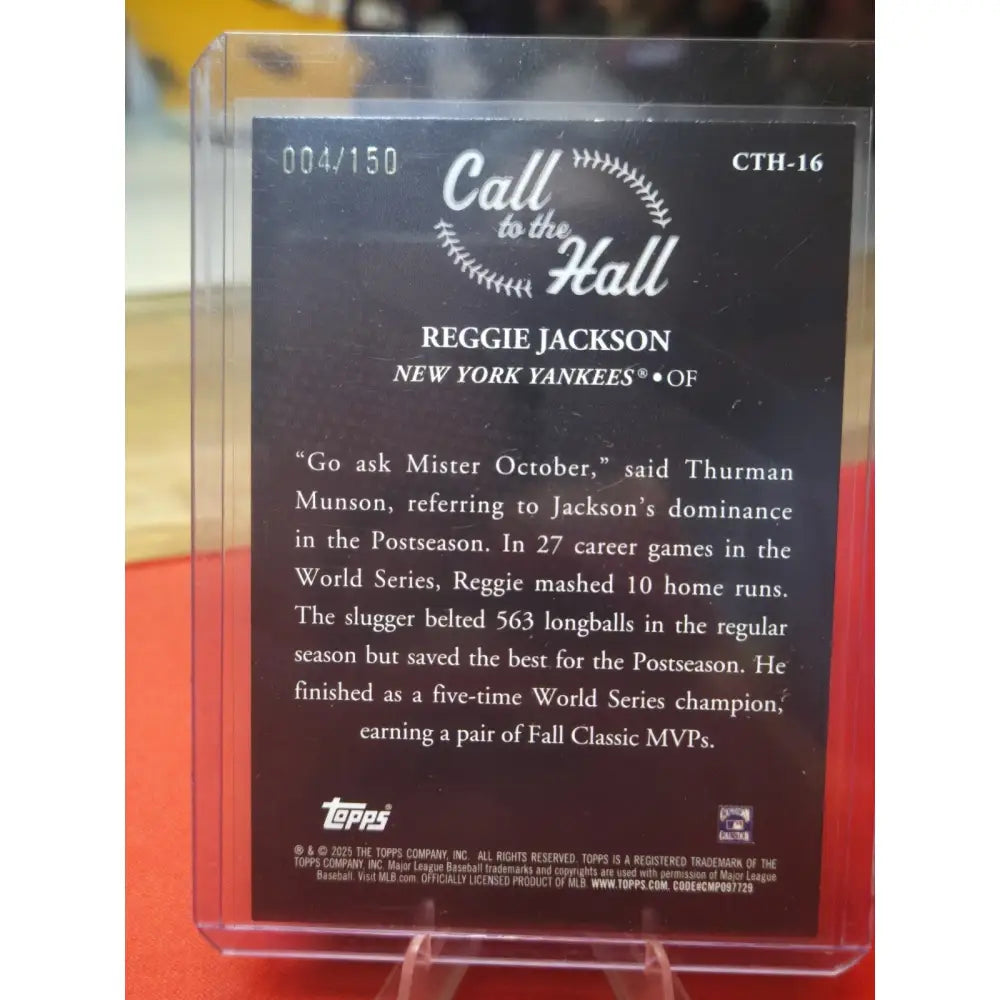 004/150
CTH-16
Call
to the
Hall
REGGIE JACKSON
NEW YORK YANKEES® • OF
“Go ask Mister October,” said Thurman
Munson, referring to Jackson’s dominance
in the Postseason. In 27 career games in the
World Series, Reggie mashed 10 home runs.
The slugger belted 563 longballs in the regular
season but saved the best for the Postseason. He
finished as a five-time World Series champion,
earning a pair of Fall Classic MVPs.
Topps®
® & © 2025 THE TOPPS COMPANY, INC. ALL RIGHTS RESERVED. TOPPS IS A REGISTERED TRADEMARK OF THE
TOPPS COMPANY, INC. Major League Baseball trademarks and copyrights are used with permission of Major League
Baseball. Visit MLB.com. OFFICIALLY LICENSED PRODUCT OF MLB. WWW.TOPPS.COM. CODE#CMP097729